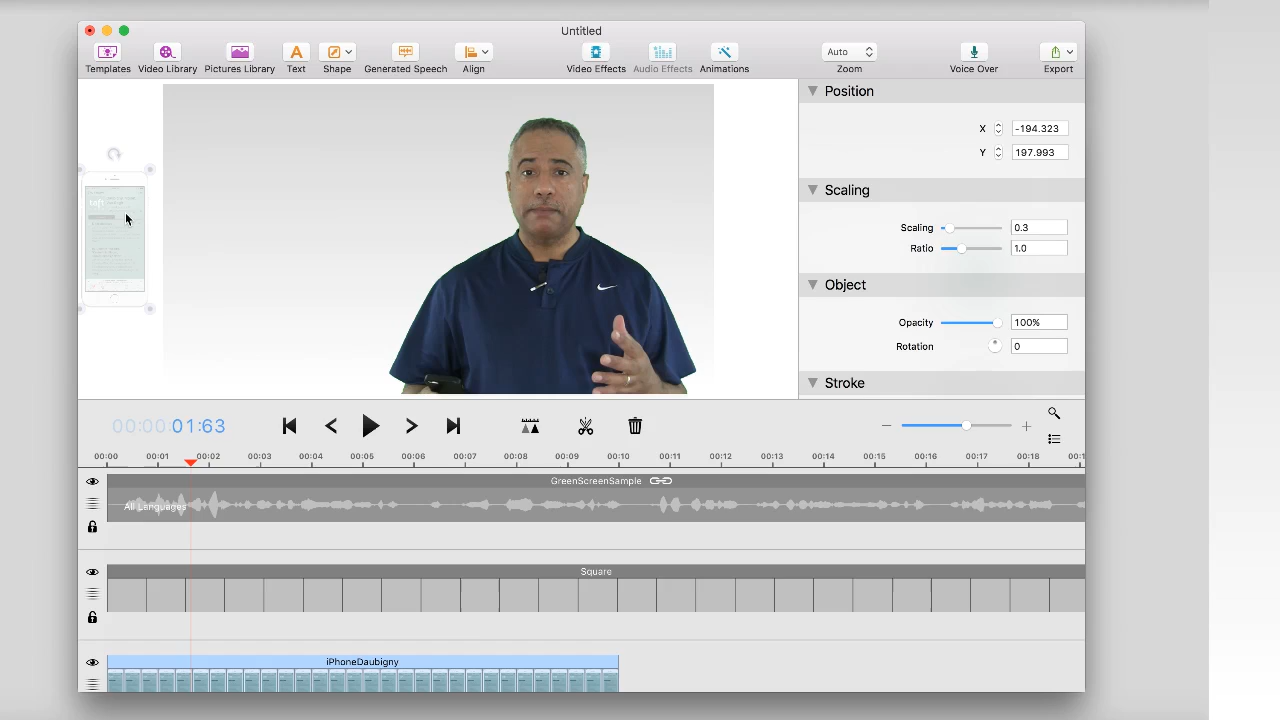 Untitled
Templates Video Library Pictures Library Text Shape Generated Speech Align Video Effects Audio Effects Animations Auto Zoom Voice Over Export
Position
X -194.323
Y 197.993
Scaling
Scaling 0.3
Ratio 1.0
Object
Opacity 100%
Rotation 0
Stroke
00:00:01:63
00:00 00:01 00:02 00:03 00:04 00:05 00:06 00:07 00:08 00:09 00:10 00:11 00:12 00:13 00:14 00:15 00:16 00:17 00:18
GreenScreenSample
All Languages
Square
iPhoneDaubigny